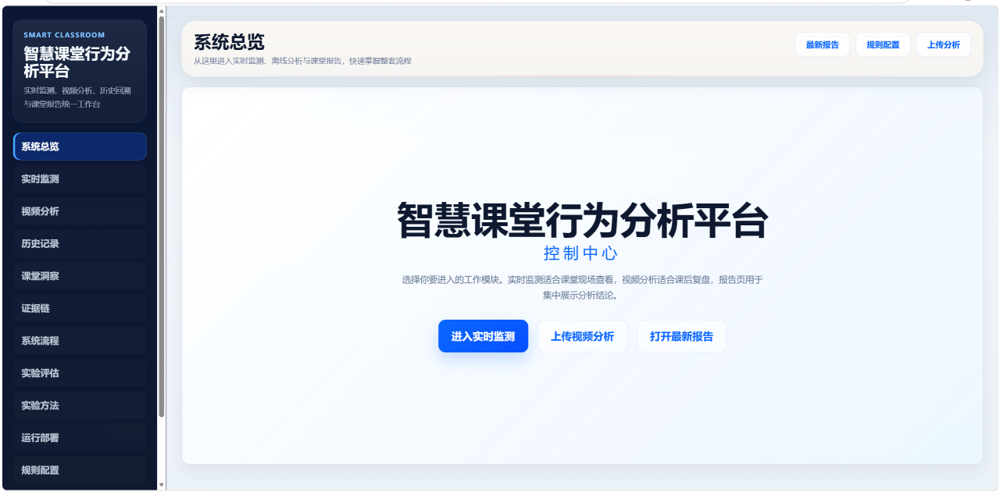 SMART CLASSROOM
智慧课堂行为分
析平台
实时监测、视频分析、历史回溯
与课堂报告统一工作台
系统总览
实时监测
视频分析
历史记录
课堂洞察
证据链
系统流程
实验评估
实验方法
运行部署
规则配置
系统总览
从这里进入实时监测、离线分析与课堂报告，快速掌握整套流程
最新报告
规则配置
上传分析
智慧课堂行为分析平台
控制中心
选择你要进入的工作模块。实时监测适合课堂现场查看，视频分析适合课后复盘，报告页用于
集中展示分析结论。
进入实时监测
上传视频分析
打开最新报告